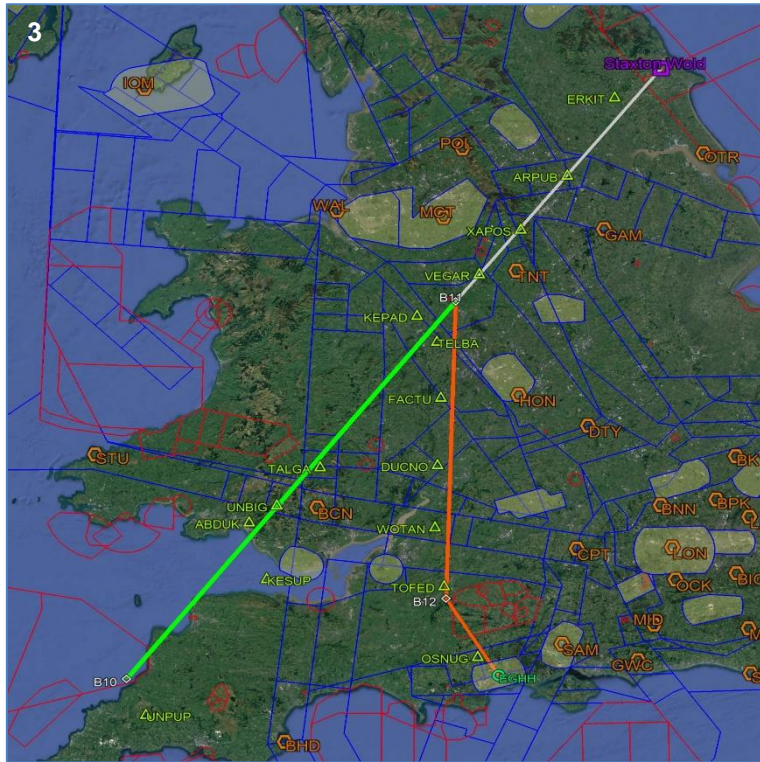 3
Staxton Wold
IOM
ERKIT
POL
OTR
ARPUB
WAL
MCT
XAPOS
GAM
VEGAR
TNT
B11
KEPAD
TELBA
FACTU
HON
DTY
STU
DUCNO
BK
TALGA
UNBIG
BCN
BNN
BPK
ABDUK
WOTAN
L
CPT
LON
KESUP
TOFED
OCK
BIG
B12
MID
M
SAM
OSNUG
GWC
B10
EGHH
S
UNPUP
BHD